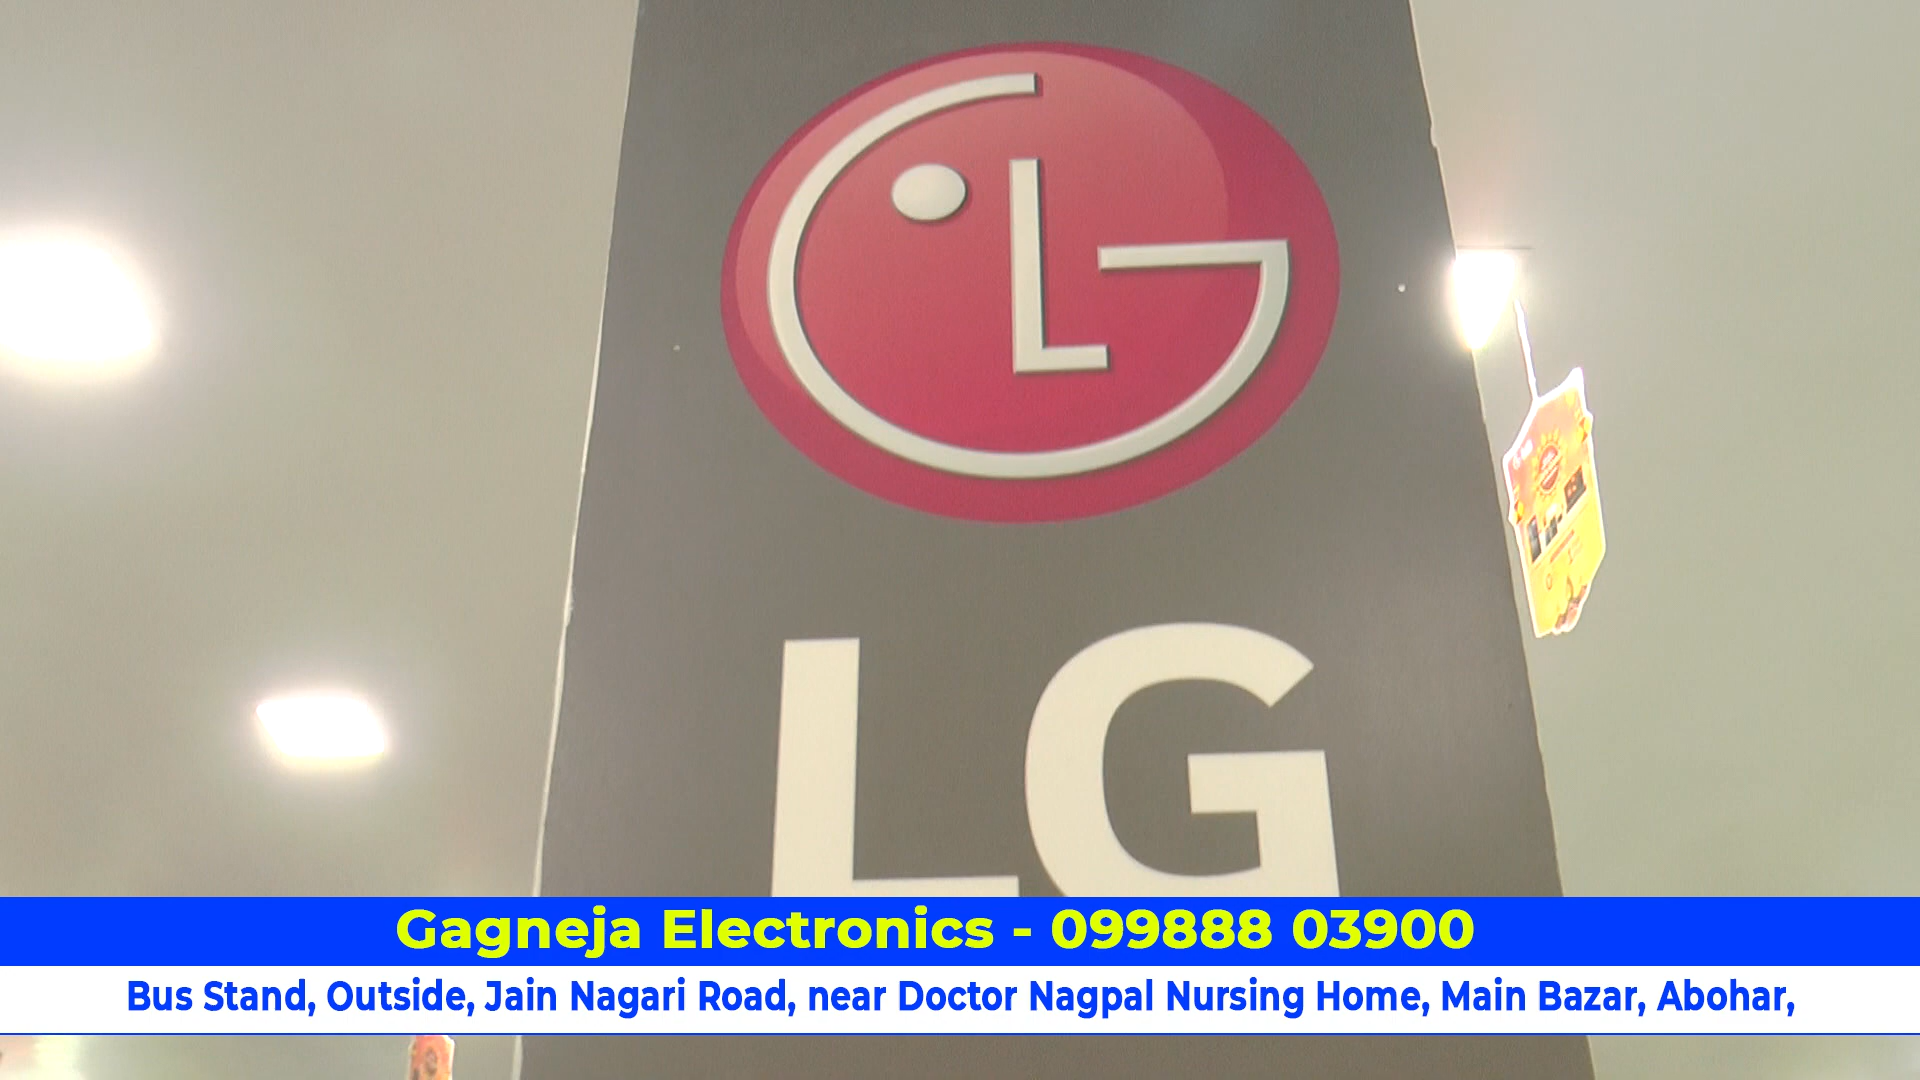 LG
LG
Gagneja Electronics - 099888 03900
Bus Stand, Outside, Jain Nagari Road, near Doctor Nagpal Nursing Home, Main Bazar, Abohar,